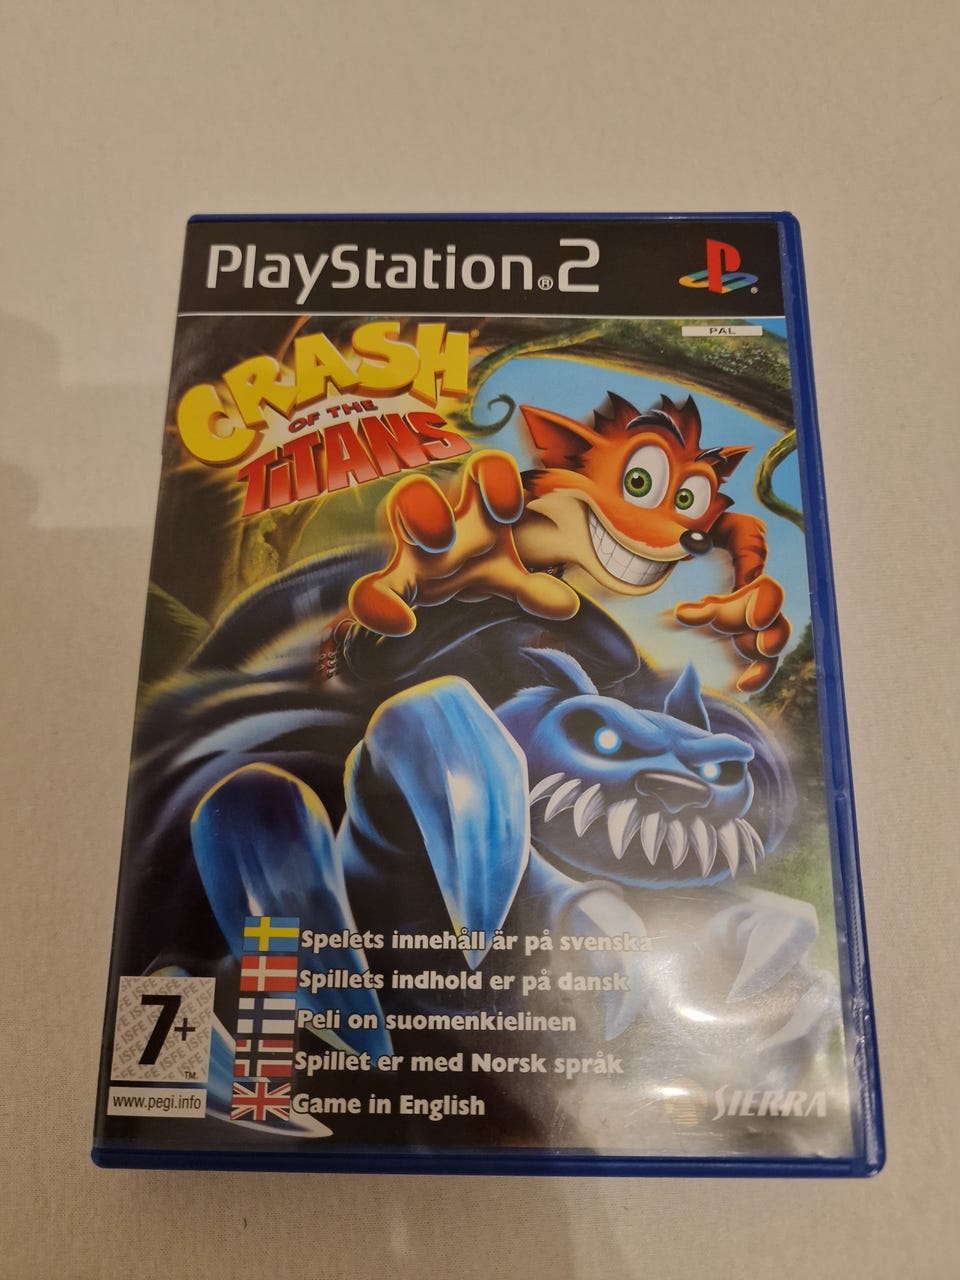 PlayStation®2
PAL
CRASH®
OF THE
TiTANS
Spelets innehåll är på svenska
Spillets indhold er på dansk
Peli on suomenkielinen
Spillet er med Norsk språk
Game in English
7+
TM
www.pegi.info
SIERRA